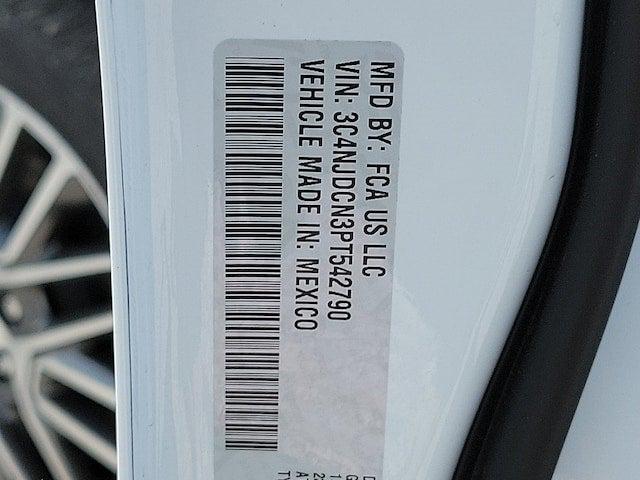 MFD BY: FCA US LLC
VIN: 3C4NJDCN3PT542790
VEHICLE MADE IN: MEXICO